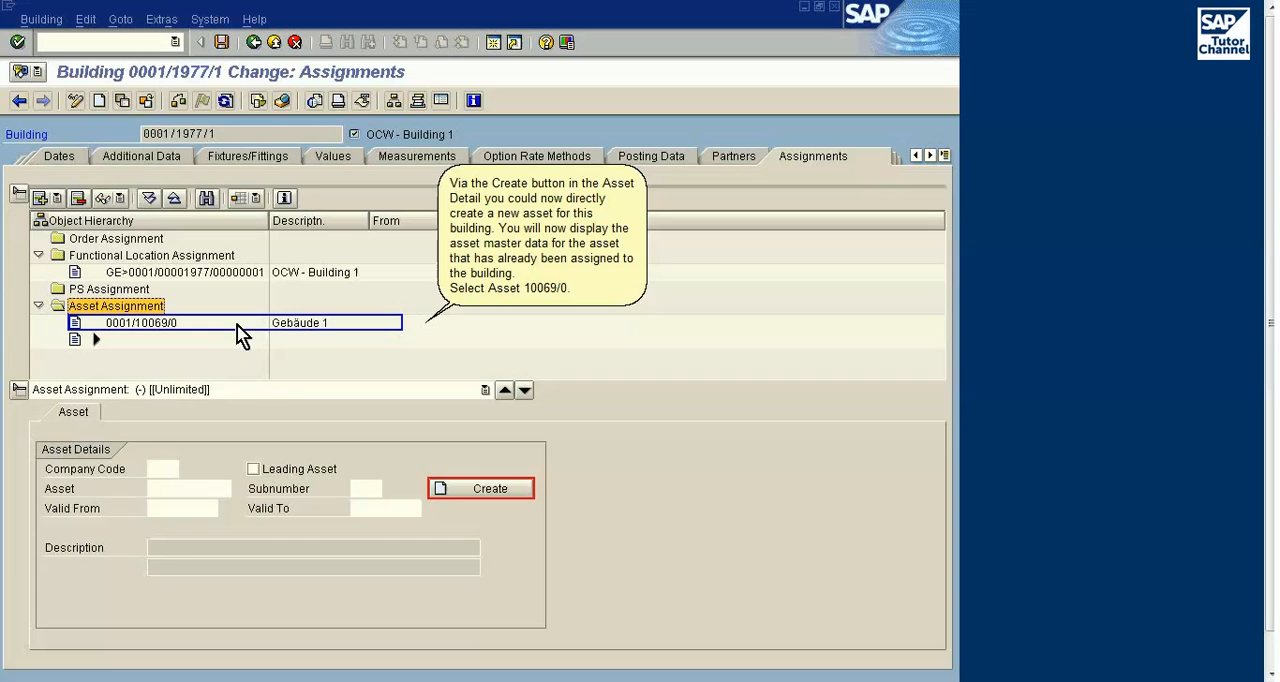 Building Edit Goto Extras System Help
SAP
SAP
Tutor
Channel
Building 0001/1977/1 Change: Assignments
Building 0001/1977/1 OCW - Building 1
Dates Additional Data Fixture/Fittings Values Measurements Option Rate Methods Posting Data Partners Assignments
Via the Create button in the Asset
Detail you could now directly
create a new asset for this
building. You will now display the
asset master data for the asset
that has already been assigned to
the building.
Select Asset 10069/0.
Object Hierarchy Descriptn. From
Order Assignment
Functional Location Assignment
GE>0001/00001977/00000001 OCW - Building 1
PS Assignment
Asset Assignment
0001/10069/0 Gebäude 1
Asset Assignment: (-) [[Unlimited]]
Asset
Asset Details
Company Code Leading Asset
Asset Subnumber Create
Valid From Valid To
Description